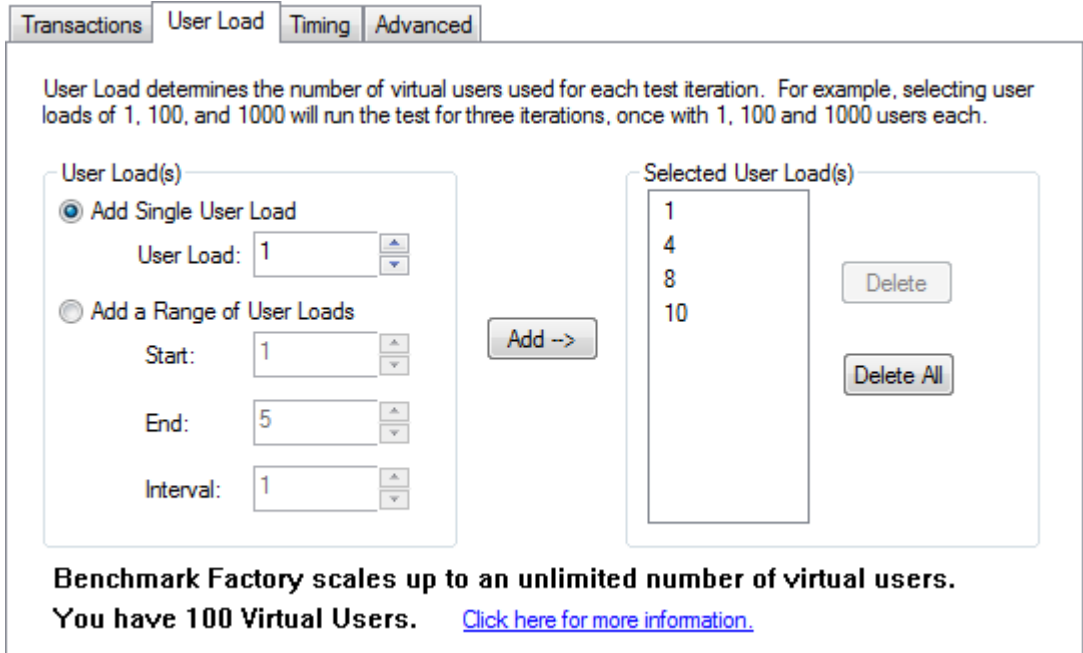 Transactions User Load Timing Advanced
User Load determines the number of virtual users used for each test iteration. For example, selecting user
loads of 1, 100, and 1000 will run the test for three iterations, once with 1, 100 and 1000 users each.
User Load(s)
Add Single User Load
User Load: 1
Add a Range of User Loads
Start: 1
End: 5
Interval: 1
Add -->
Selected User Load(s)
1
4
8
10
Delete
Delete All
Benchmark Factory scales up to an unlimited number of virtual users.
You have 100 Virtual Users. Click here for more information.